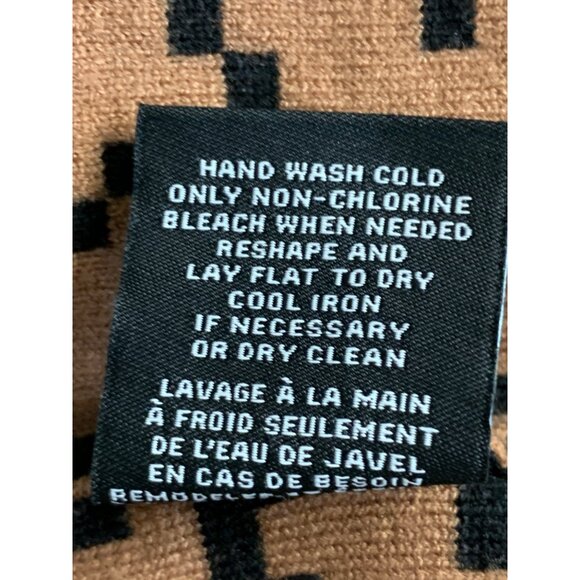 HAND WASH COLD
ONLY NON-CHLORINE
BLEACH WHEN NEEDED
RESHAPE AND
LAY FLAT TO DRY
COOL IRON
IF NECESSARY
OR DRY CLEAN
LAVAGE À LA MAIN
À FROID SEULEMENT
DE L'EAU DE JAVEL
EN CAS DE BESOIN